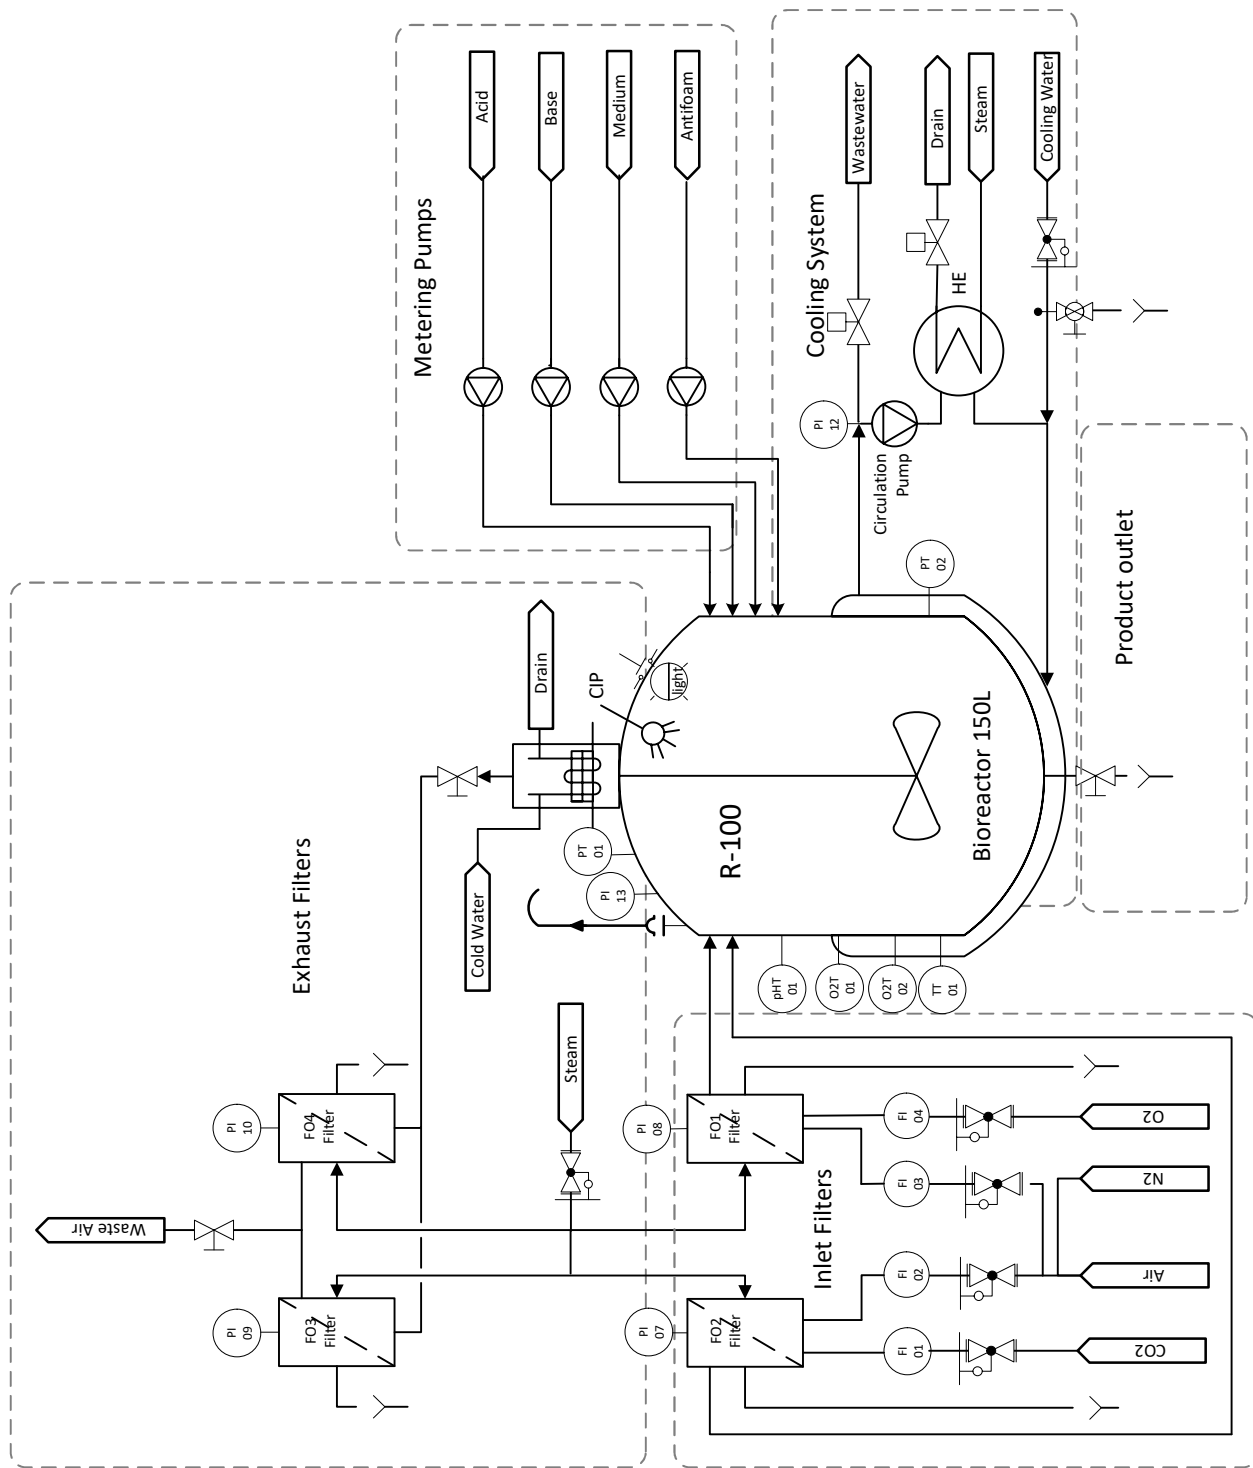 Metering Pumps
Acid
Base
Medium
Antifoam
Cooling System
Wastewater
Drain
Steam
Cooling Water
HE
PI
12
Circulation
Pump
PT
02
Product outlet
Exhaust Filters
Drain
CIP
light
Cold Water
PT
01
PI
13
R-100
Bioreactor 150L
pHT
01
O2T
01
O2T
02
TT
01
Steam
Waste Air
PI
10
FO4
Filter
PI
09
FO3
Filter
Inlet Filters
PI
08
FO1
Filter
PI
07
FO2
Filter
FI
04
FI
03
FI
02
FI
01
O2
N2
Air
CO2